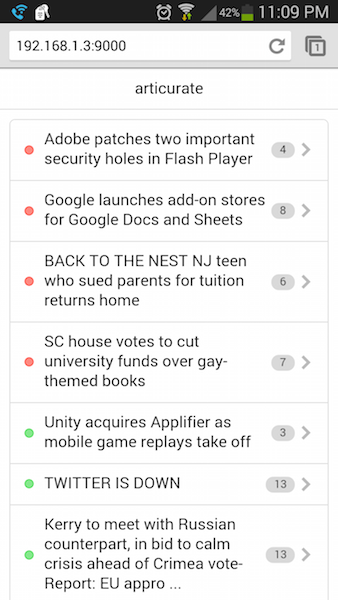 42% 11:09 PM
192.168.1.3:9000
1
articurate
Adobe patches two important
security holes in Flash Player
4
Google launches add-on stores
for Google Docs and Sheets
8
BACK TO THE NEST NJ teen
who sued parents for tuition
returns home
6
SC house votes to cut
university funds over gay-
themed books
7
Unity acquires Applifier as
mobile game replays take off
3
TWITTER IS DOWN
13
Kerry to meet with Russian
counterpart, in bid to calm
crisis ahead of Crimea vote-
Report: EU appro ...
13